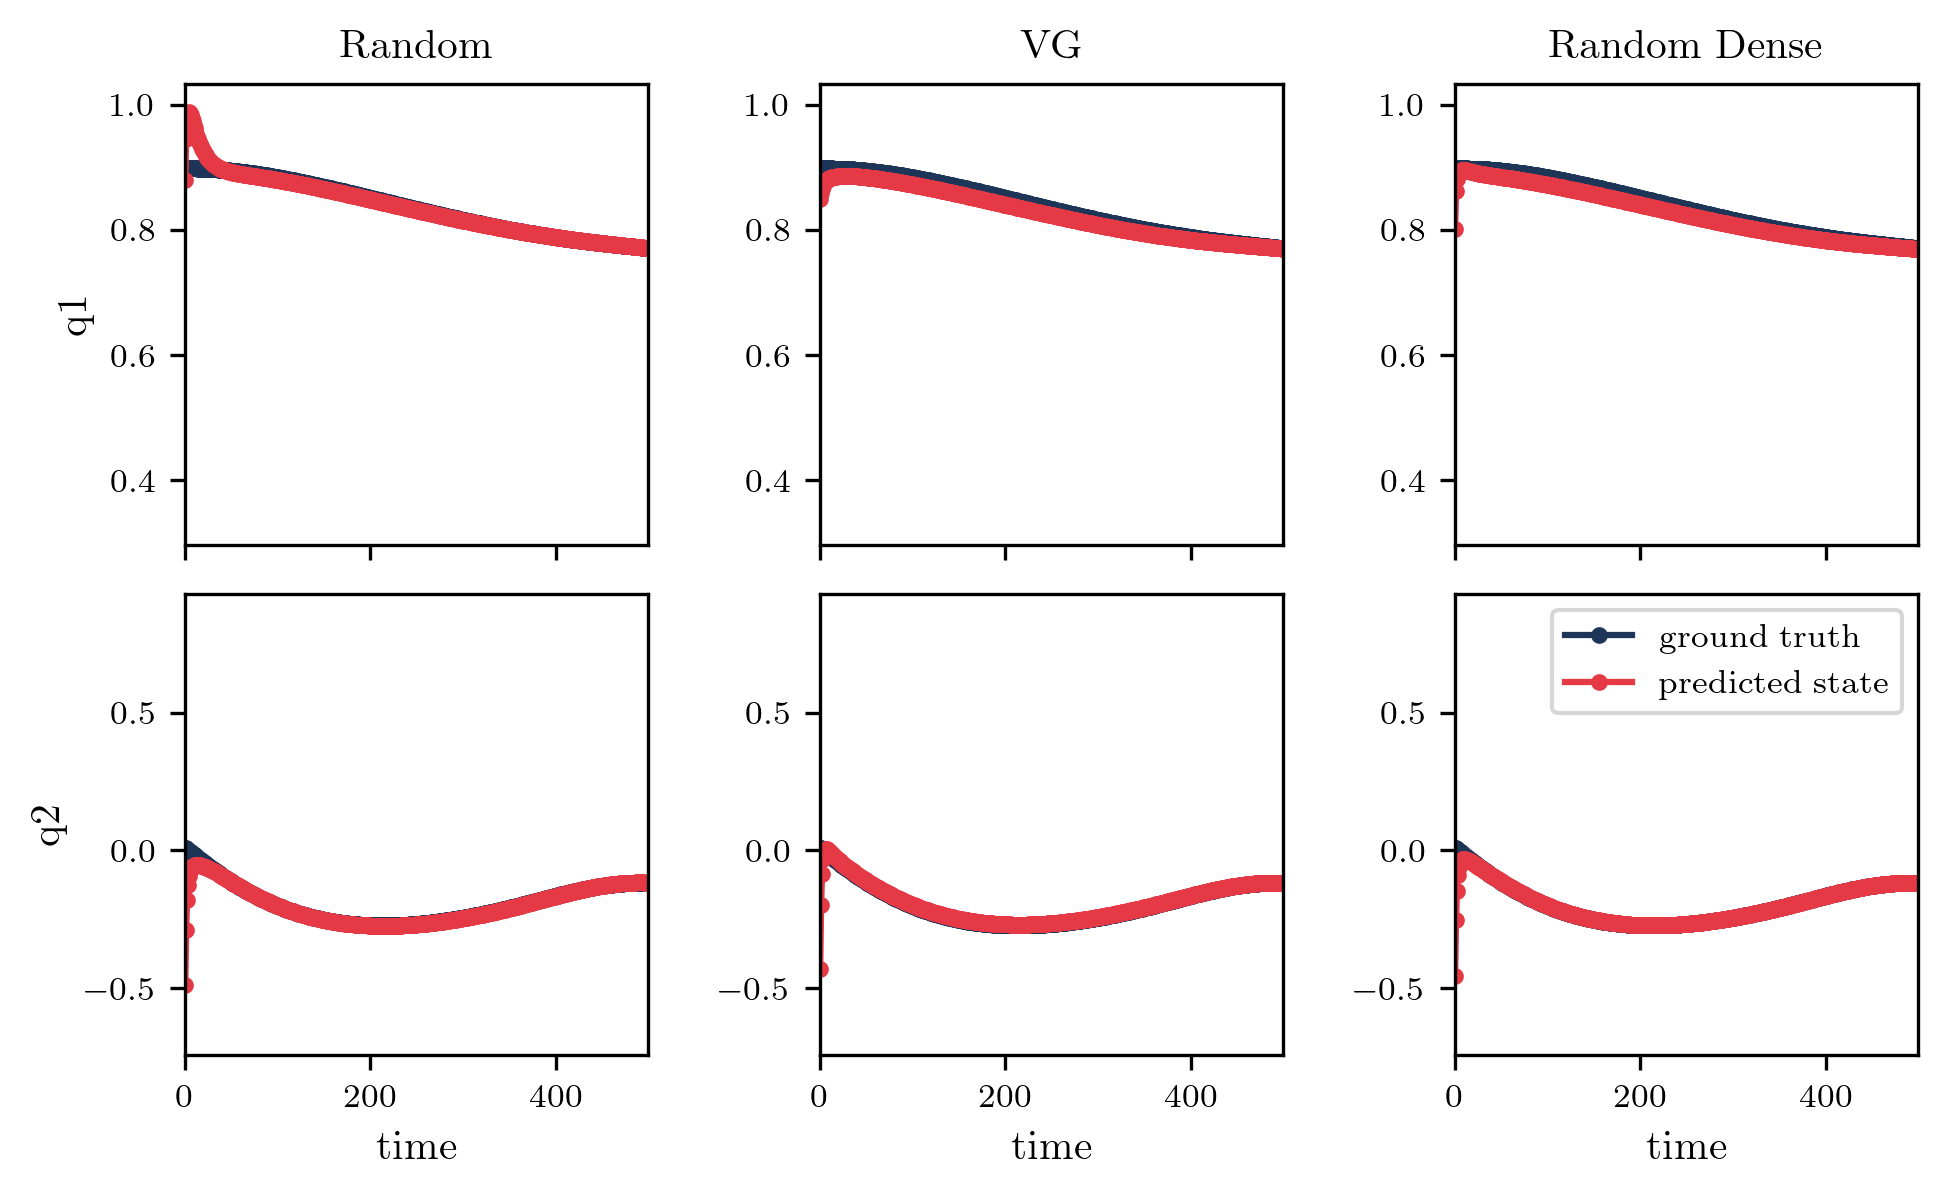 Random VG Random Dense
1.0 1.0 1.0
0.8 0.8 0.8
q1
0.6 0.6 0.6
0.4 0.4 0.4
ground truth
predicted state
0.5 0.5 0.5
q2
0.0 0.0 0.0
−0.5 −0.5 −0.5
0 200 400 0 200 400 0 200 400
time time time